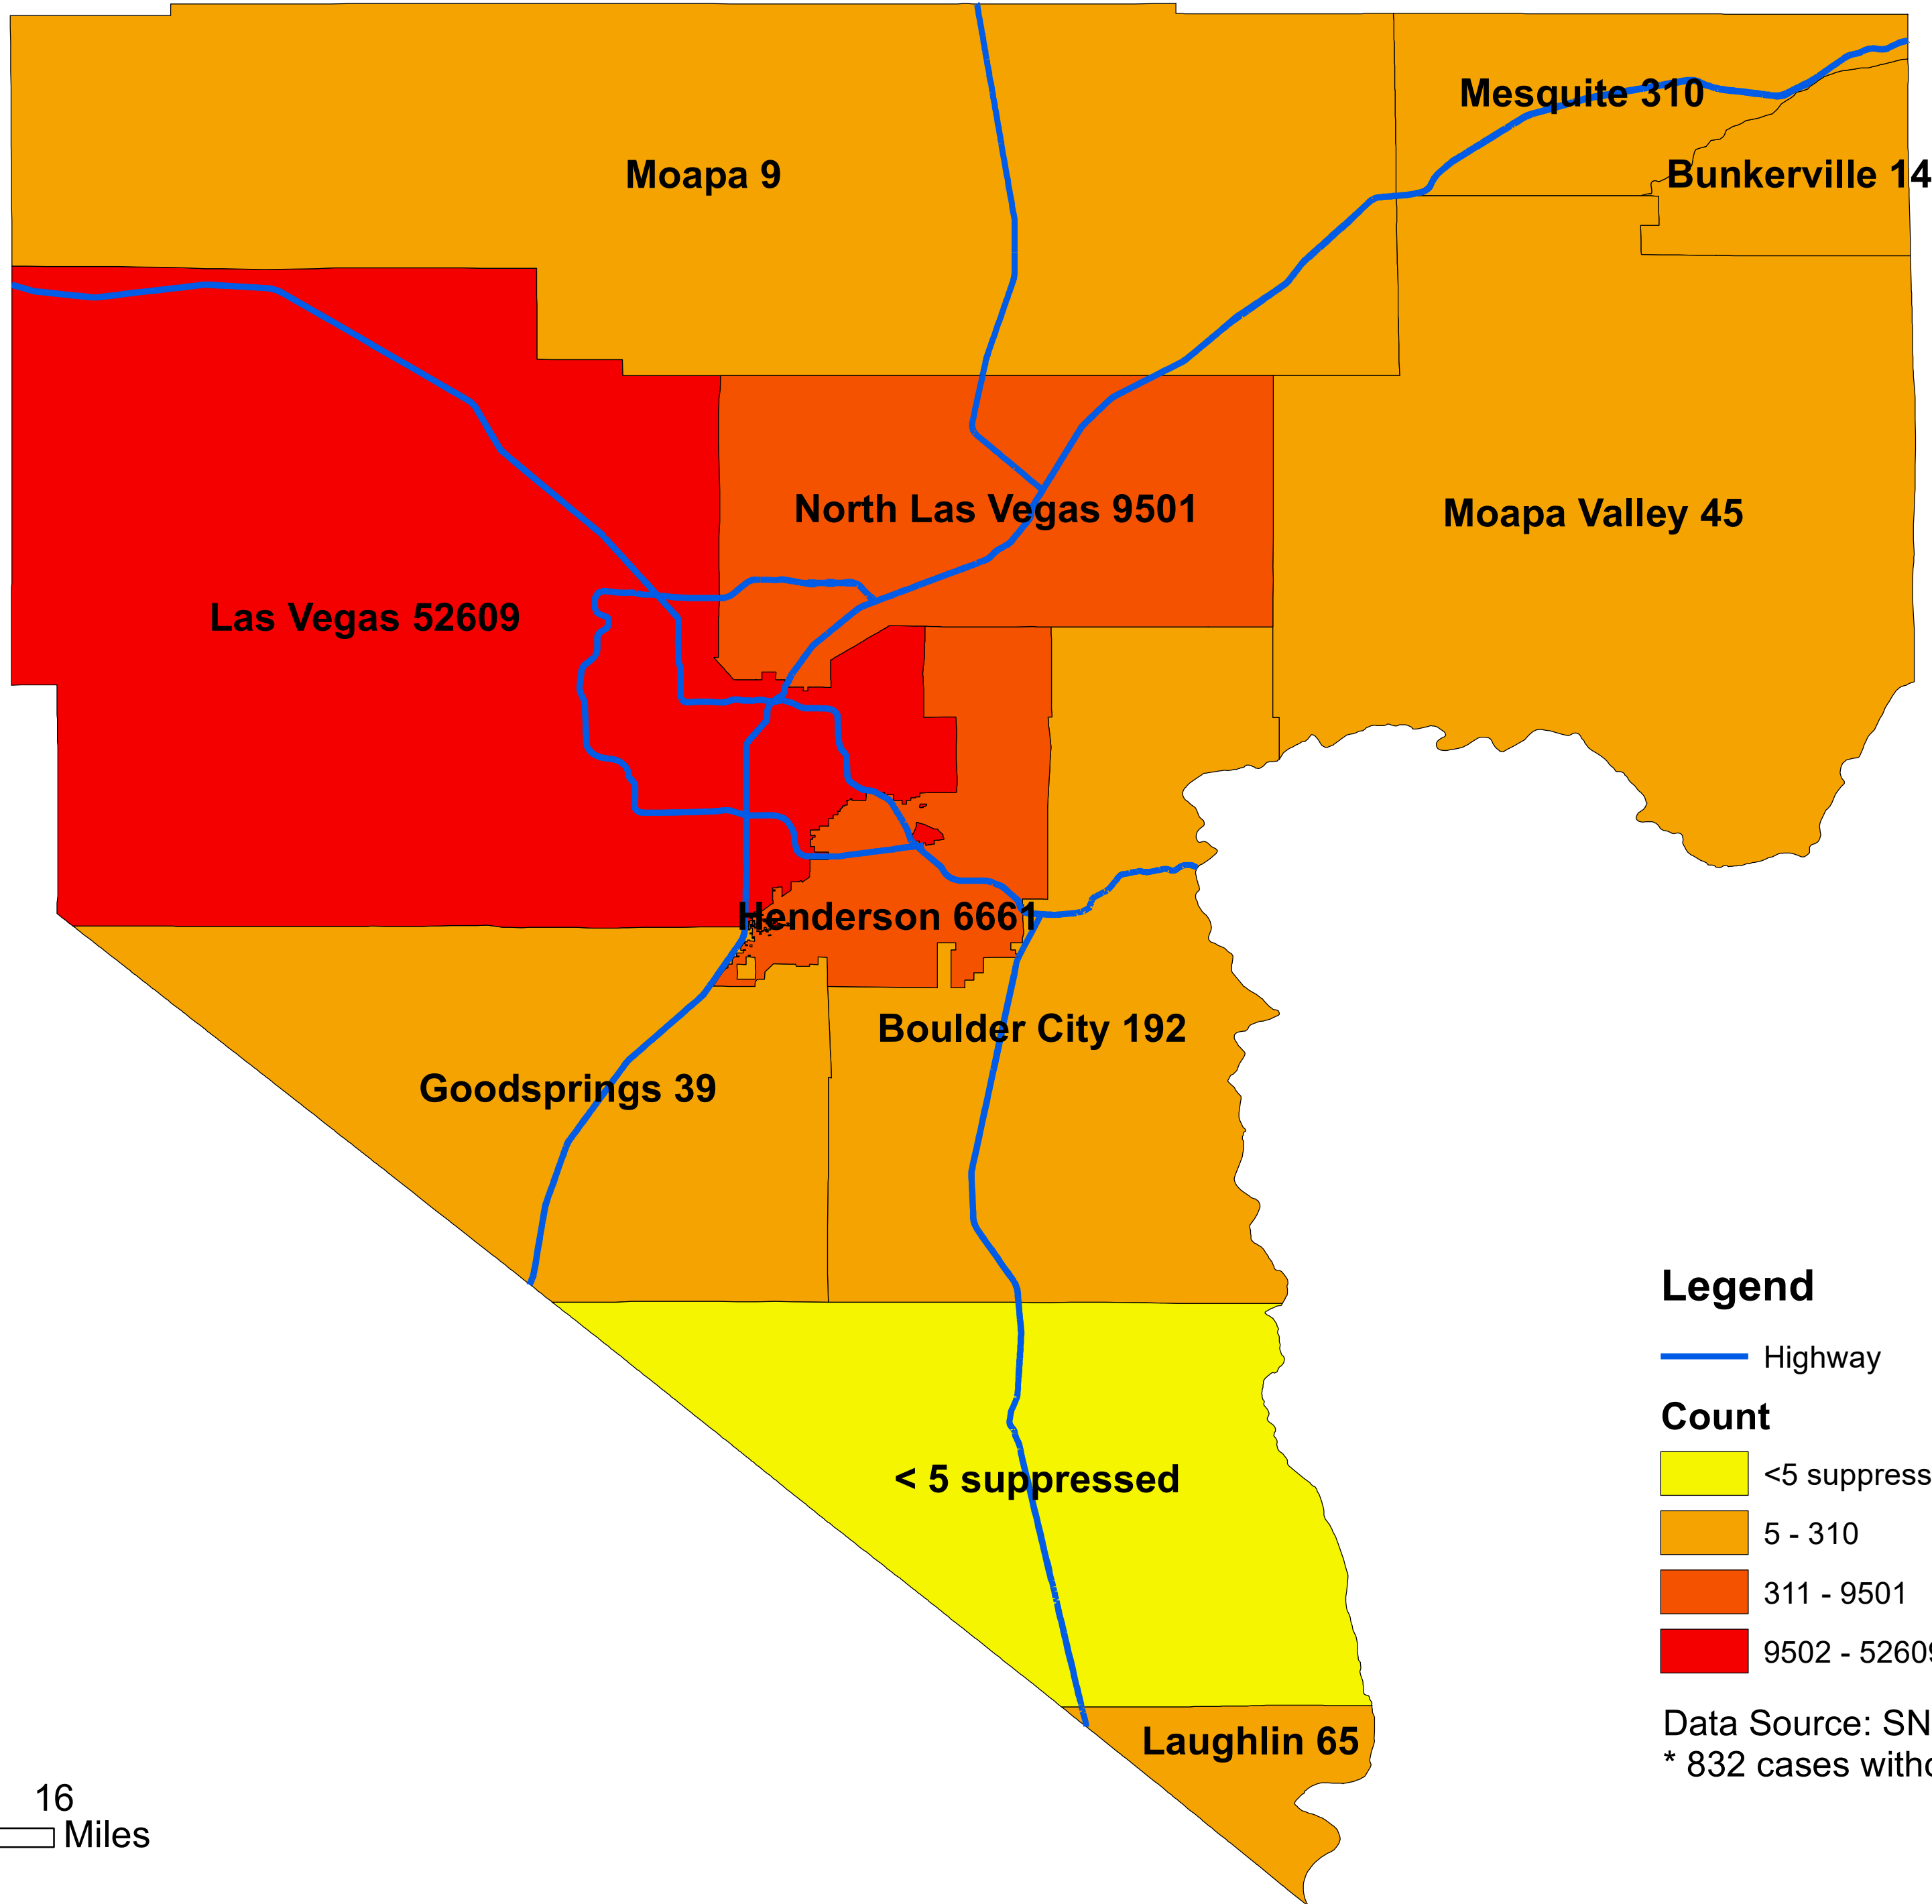 Mesquite 310
Moapa 9
Bunkerville 14
North Las Vegas 9501
Moapa Valley 45
Las Vegas 52609
Henderson 6661
Boulder City 192
Goodsprings 39
Legend
Highway
Count
< 5 suppressed
<5 suppress
5 - 310
311 - 9501
9502 - 52609
Data Source: SN
Laughlin 65
* 832 cases witho
16
Miles